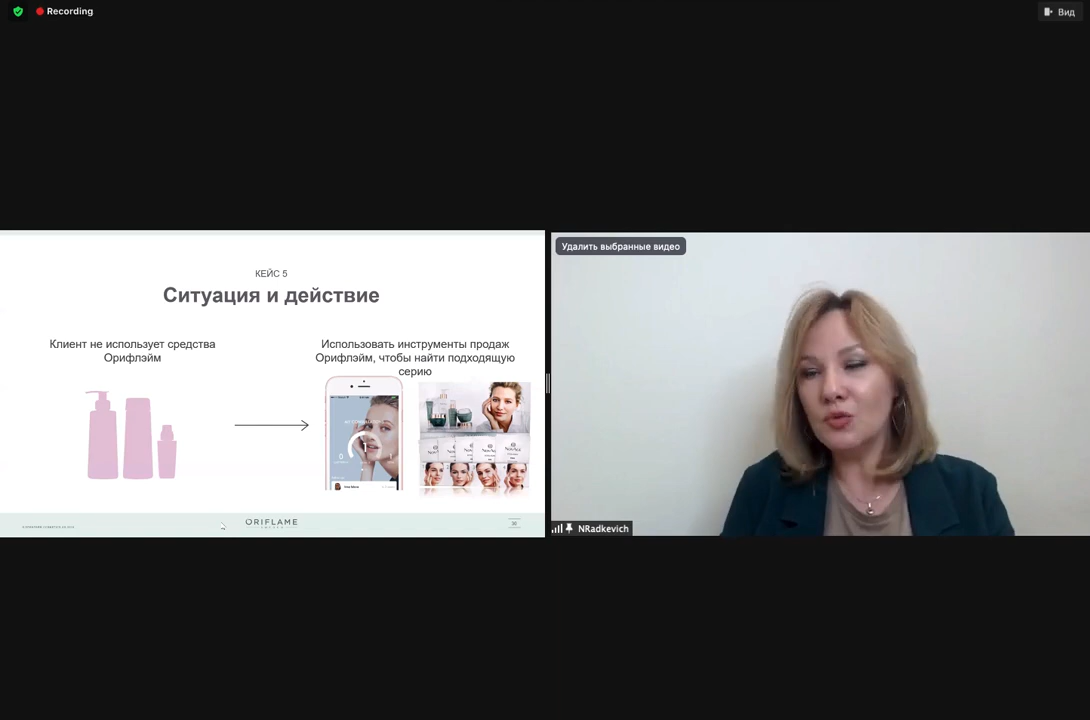 Recording
Вид
КЕЙС 5
Ситуация и действие
Клиент не использует средства
Орифлэйм
Использовать инструменты продаж
Орифлэйм, чтобы найти подходящую
серию
ORIFLAME
SWEDEN
Удалить выбранные видео
NRadkevich